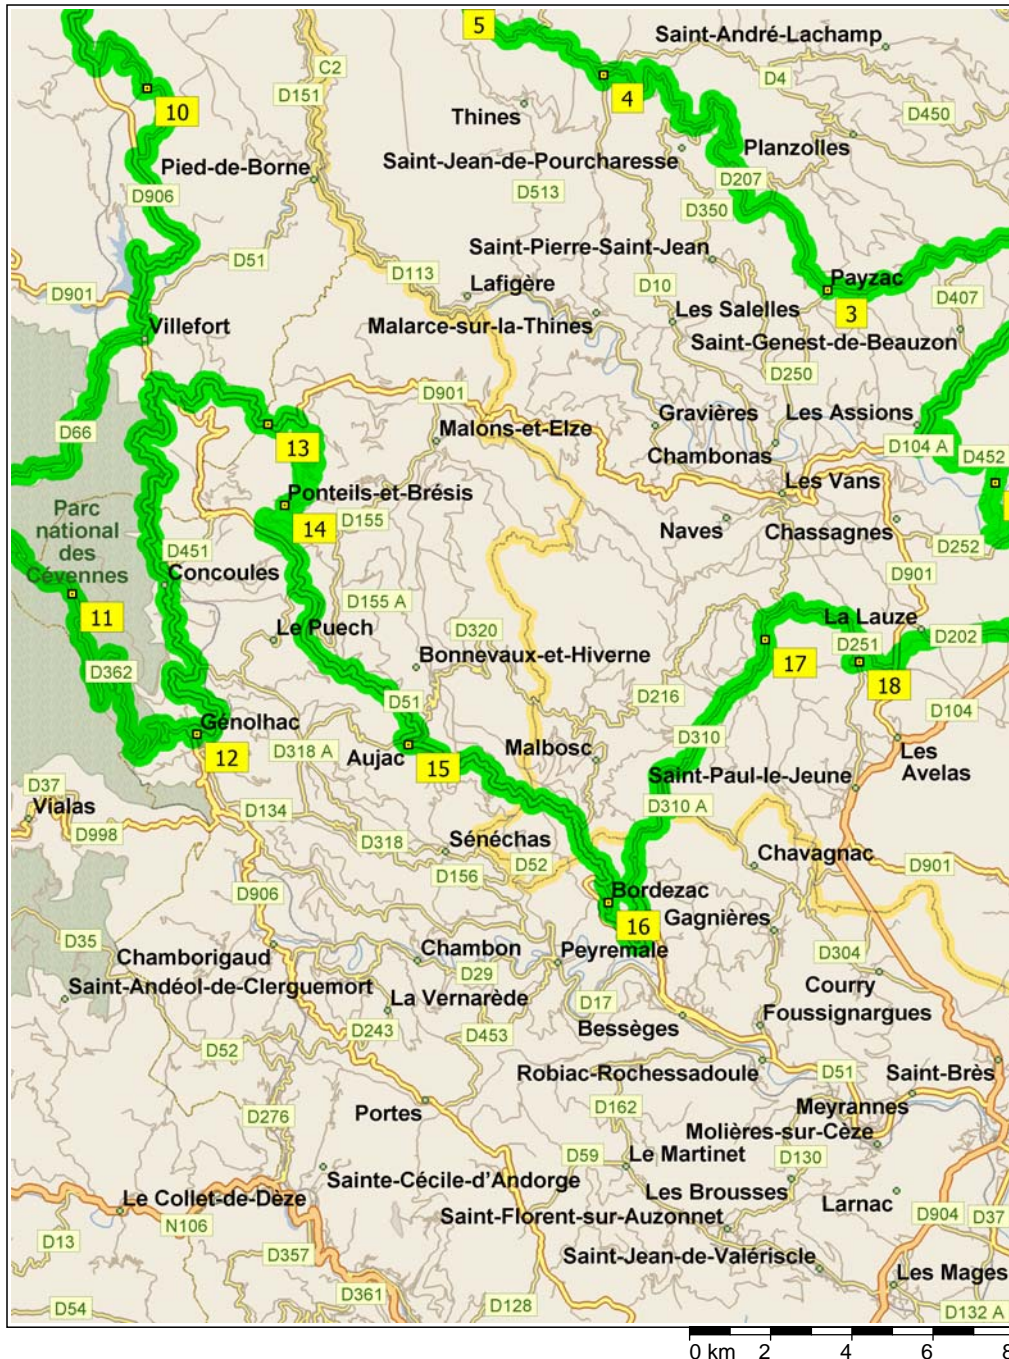 5
Saint-André-Lachamp
C2
D4
D151
10
4
D450
Thines
Planzolles
Saint-Jean-de-Pourcharesse
Pied-de-Borne
D207
D906
D513
D350
Saint-Pierre-Saint-Jean
D51
D113
Payzac
D901
Lafigère
D10
D407
3
Villefort
Malarce-sur-la-Thines
Les Salelles
Saint-Genest-de-Beauzon
D250
D901
Gravières
Les Assions
D66
13
Malons-et-Elze
D104 A
Chambonas
D452
Ponteils-et-Brésis
Les Vans
Parc
national
des
Cévennes
14
D155
Naves
Chassagnes
D451
D252
Concoules
D901
11
D155 A
La Lauze
Le Puech
D320
D202
17
D251
Bonnevaux-et-Hiverne
D362
18
D51
D216
D104
Génolhac
D310
12
D318 A
Aujac
15
Malbosc
Les
Avelas
Saint-Paul-le-Jeune
D37
D310 A
Vialas
D134
D998
D318
Sénéchas
Chavagnac
D52
D901
D156
D906
Bordezac
16
Gagnières
D35
Chambon
Peyremale
Chamborigaud
D304
D29
Saint-Andéol-de-Clerguemort
La Vernarède
Courry
D17
Foussignargues
Bessèges
D243
D453
D52
Robiac-Rochessadoule
D51
Saint-Brès
Portes
D276
D162
Meyrannes
Molières-sur-Cèze
D59
Le Martinet
D130
Sainte-Cécile-d'Andorge
Les Brousses
Larnac
Le Collet-de-Dèze
Saint-Florent-sur-Auzonnet
D904
D37
N106
D13
D357
Saint-Jean-de-Valériscle
Les Mages
D361
D54
D128
D132 A
0 km 2 4 6 8